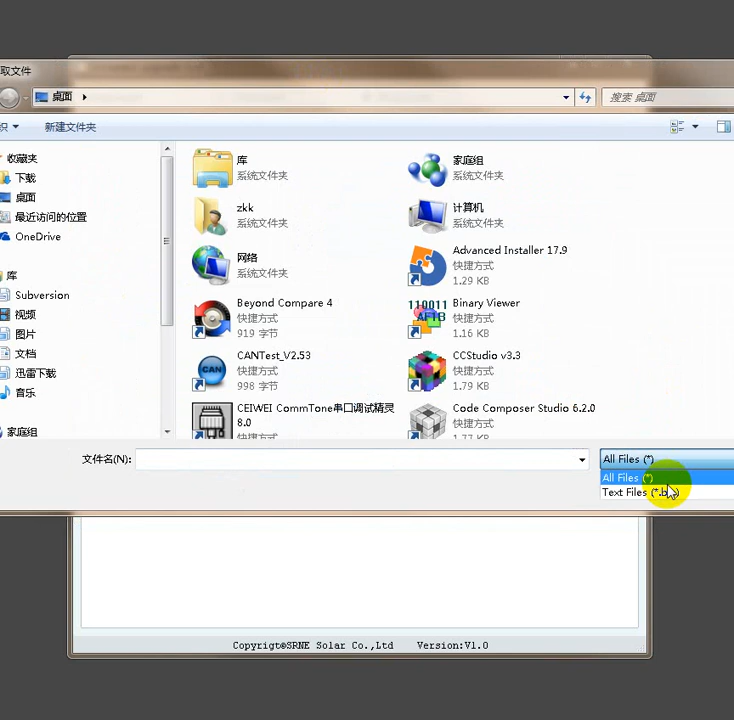 取文件
桌面
搜索 桌面
织
新建文件夹
收藏夹
下载
桌面
最近访问的位置
OneDrive
库
Subversion
视频
图片
文档
迅雷下载
音乐
家庭组
库
系统文件夹
家庭组
系统文件夹
zkk
系统文件夹
计算机
系统文件夹
网络
系统文件夹
Advanced Installer 17.9
快捷方式
1.29 KB
Beyond Compare 4
快捷方式
919 字节
Binary Viewer
快捷方式
1.16 KB
CANTest_V2.53
快捷方式
998 字节
CCStudio v3.3
快捷方式
1.79 KB
CEIWEI CommTone串口调试精灵
8.0
快捷方式
Code Composer Studio 6.2.0
快捷方式
1.77 KB
文件名(N):
All Files (*)
All Files (*)
Text Files (*.b
Copyrigt©SRNE Solar Co.,Ltd Version:V1.0